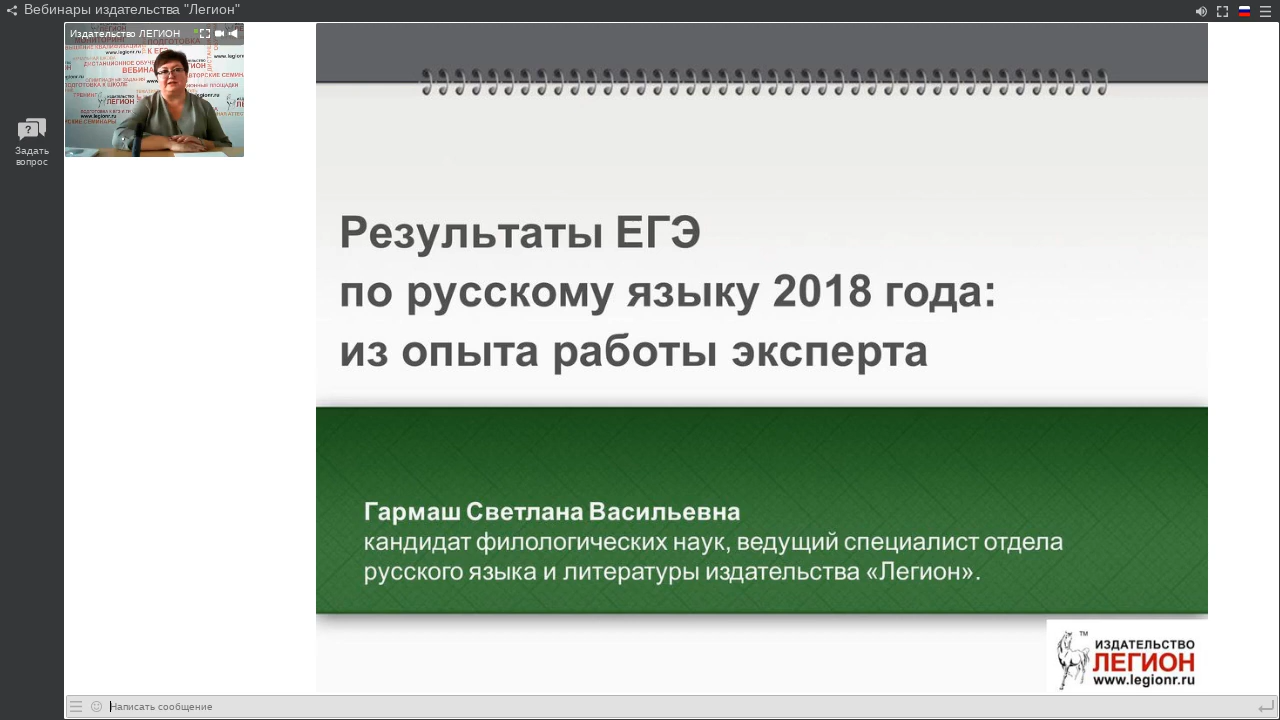 Вебинары издательства "Легион"
Задать
вопрос
Издательство ЛЕГИОН
Результаты ЕГЭ
по русскому языку 2018 года:
из опыта работы эксперта
Гармаш Светлана Васильевна
кандидат филологических наук, ведущий специалист отдела
русского языка и литературы издательства «Легион».
TM
ИЗДАТЕЛЬСТВО
ЛЕГИОН
www.legionr.ru
Написать сообщение